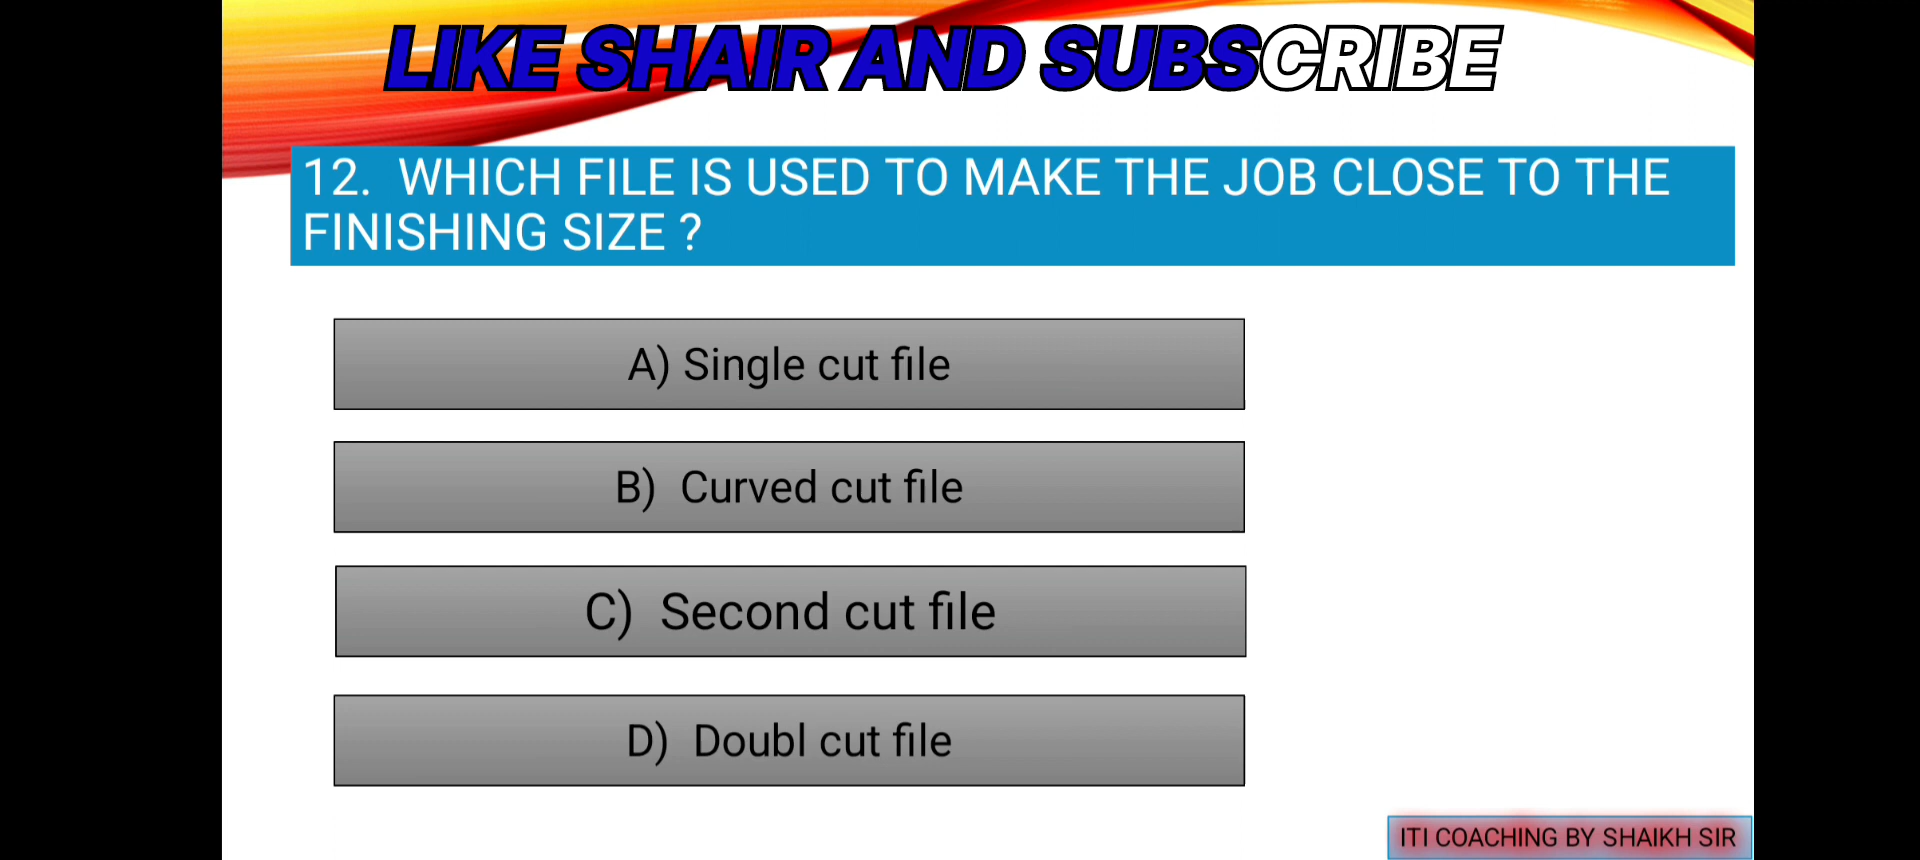 LIKE SHAIR AND SUBSCRIBE
12. WHICH FILE IS USED TO MAKE THE JOB CLOSE TO THE
FINISHING SIZE ?
A) Single cut file
B) Curved cut file
C) Second cut file
D) Doubl cut file
ITI COACHING BY SHAIKH SIR